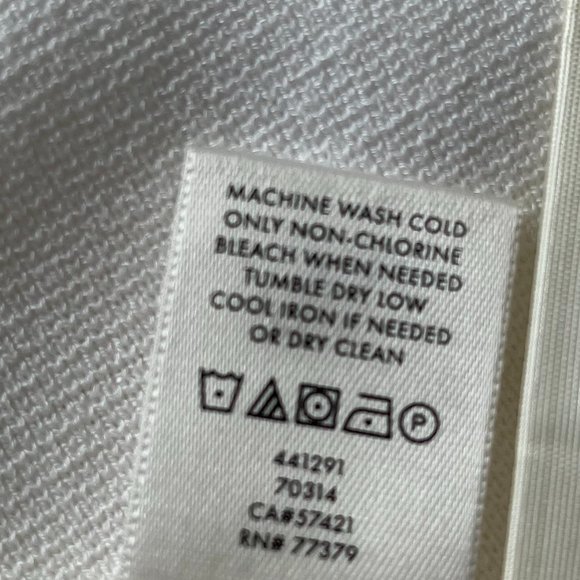 MACHINE WASH COLD
ONLY NON-CHLORINE
BLEACH WHEN NEEDED
TUMBLE DRY LOW
COOL IRON IF NEEDED
OR DRY CLEAN
P
441291
70314
CA#57421
RN# 77379